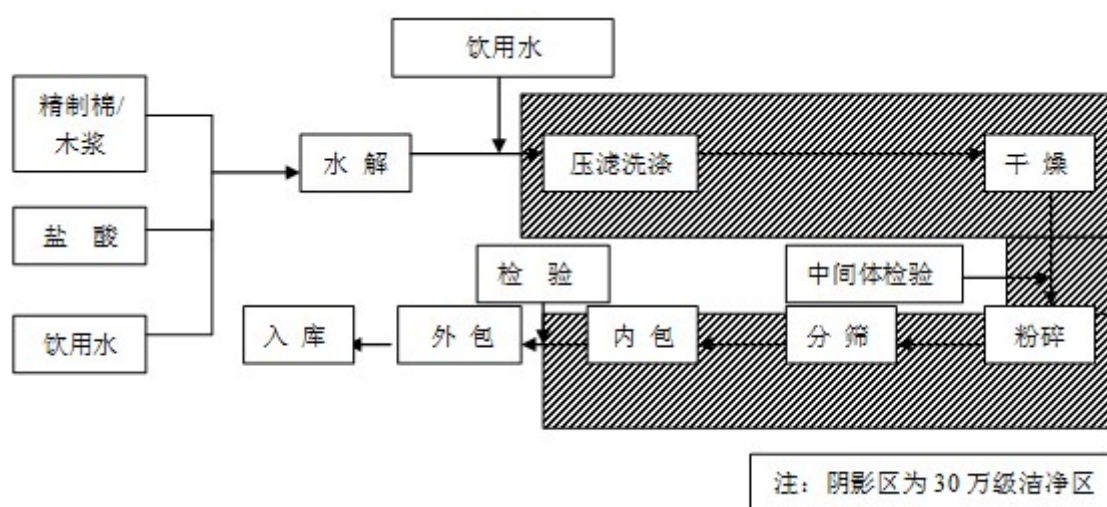 饮用水
精制棉/
木浆
水 解
压滤洗涤
干 燥
盐 酸
检 验
中间体检验
饮用水
入 库
外 包
内 包
分 筛
粉碎
注：阴影区为 30 万级洁净区